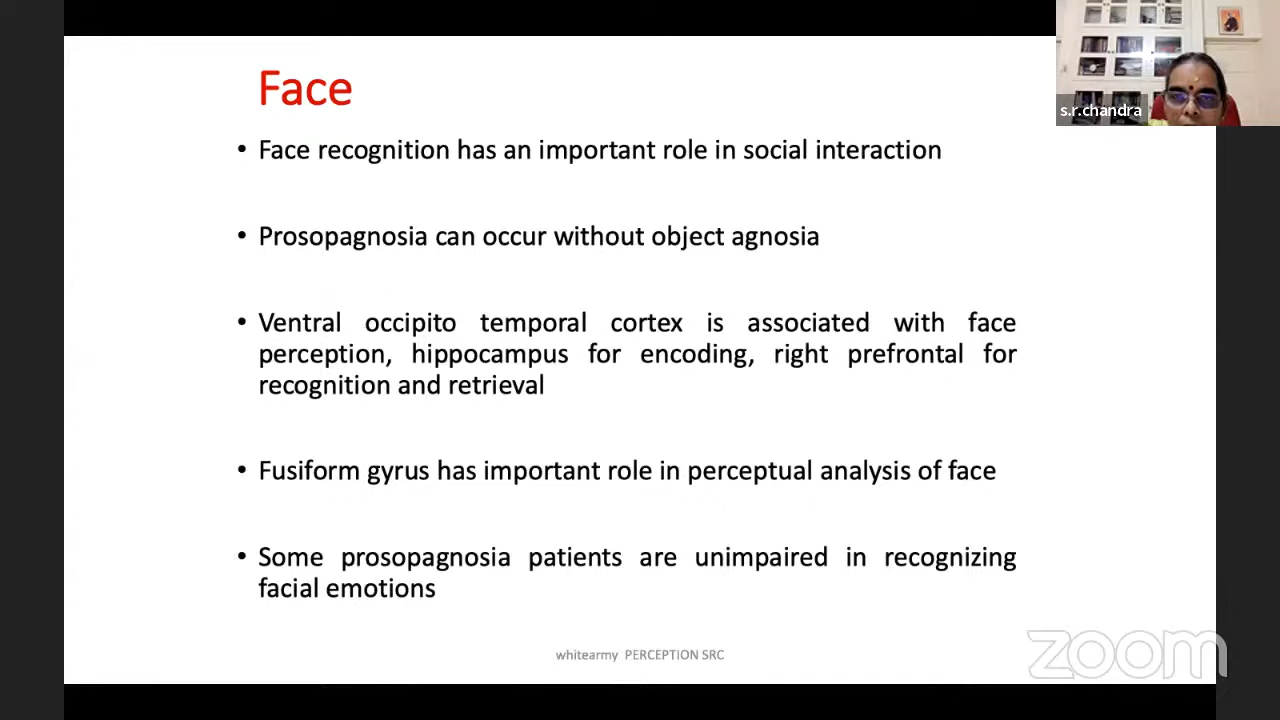 Face
• Face recognition has an important role in social interaction
• Prosopagnosia can occur without object agnosia
• Ventral occipito temporal cortex is associated with face
perception, hippocampus for encoding, right prefrontal for
recognition and retrieval
• Fusiform gyrus has important role in perceptual analysis of face
• Some prosopagnosia patients are unimpaired in recognizing
facial emotions
whitearmy PERCEPTION SRC
s.r.chandra
zoom